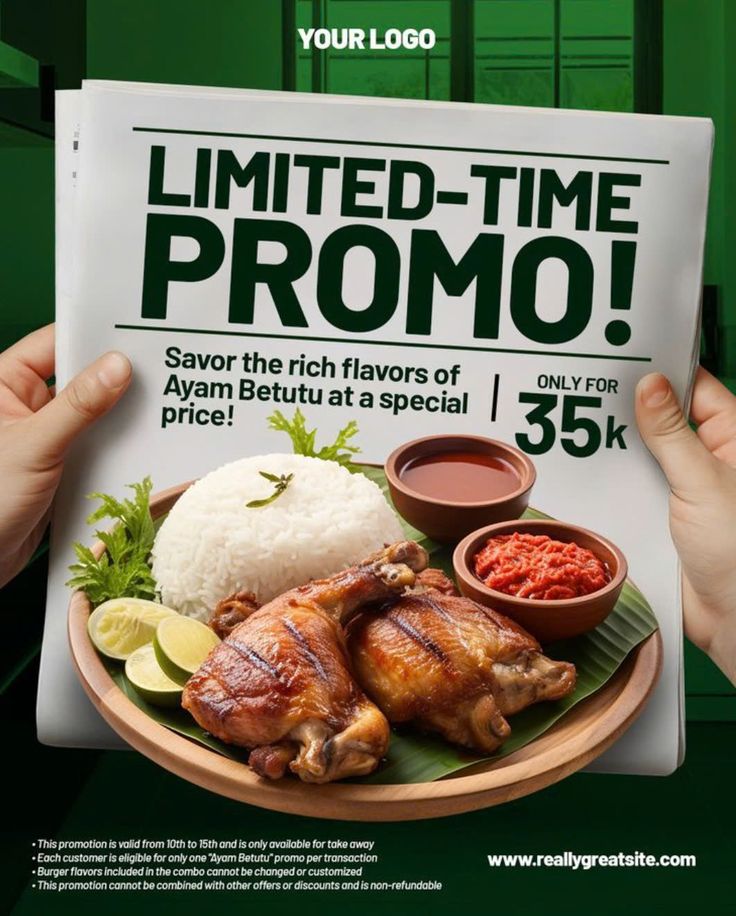 YOUR LOGO
LIMITED-TIME
PROMO!
Savor the rich flavors of
Ayam Betutu at a special
price!
ONLY FOR
35k
• This promotion is valid from 10th to 15th and is only available for take away
• Each customer is eligible for only one "Ayam Betutu" promo per transaction
• Burger flavors included in the combo cannot be changed or customized
• This promotion cannot be combined with other offers or discounts and is non-refundable
www.reallygreatsite.com